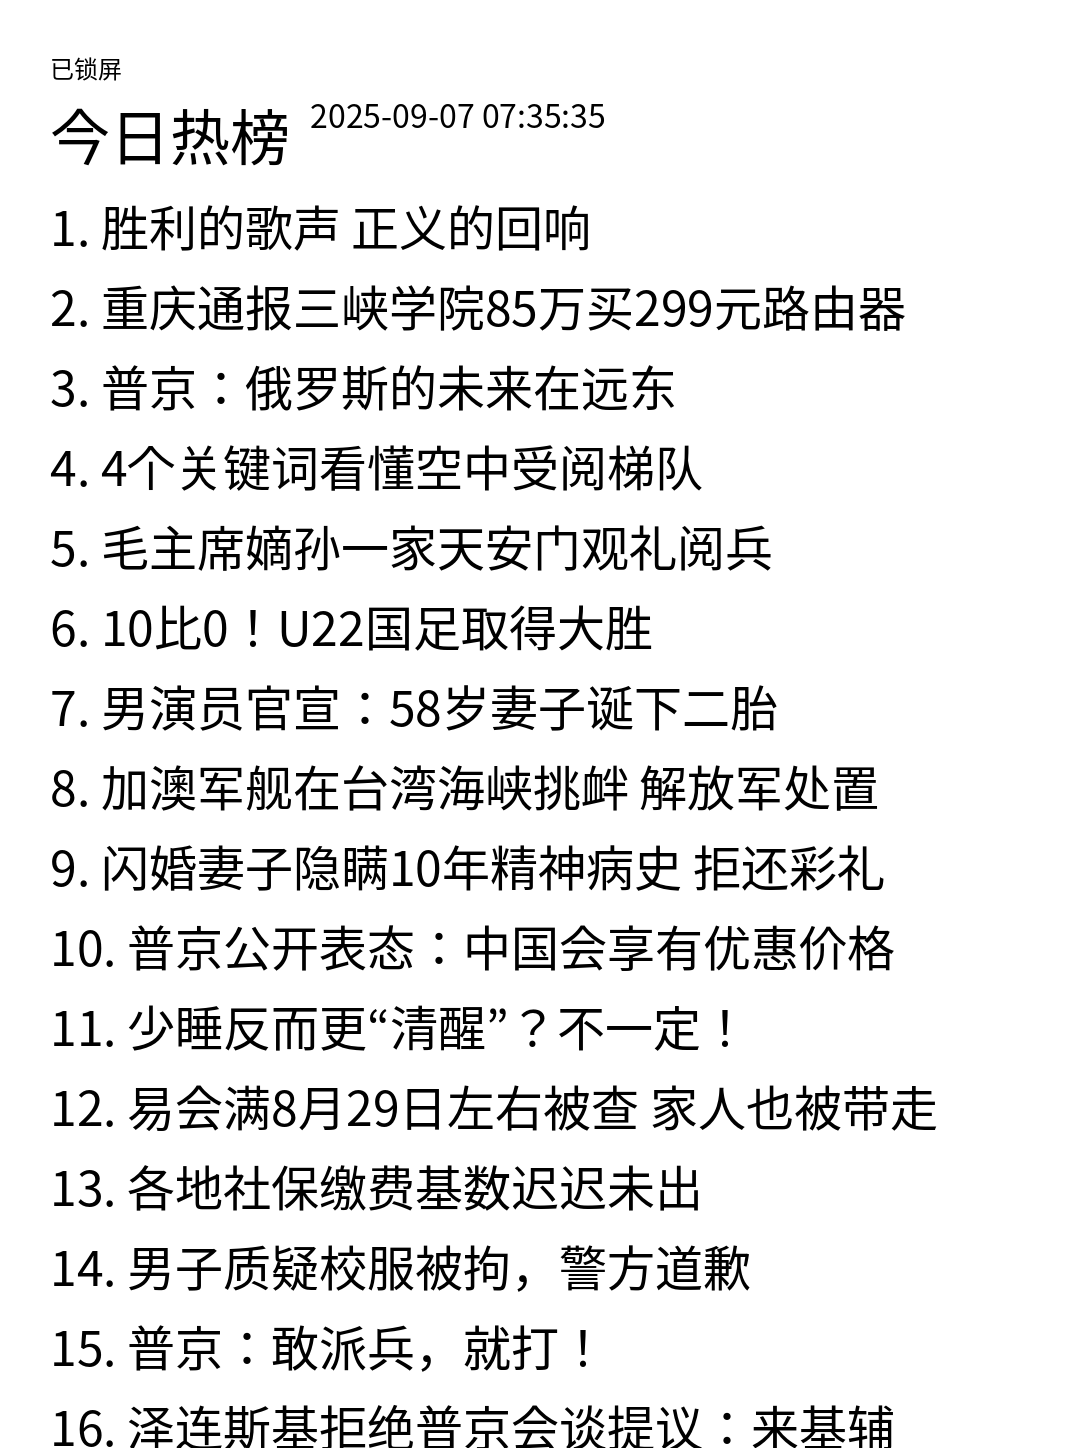 已锁屏
今日热榜 2025-09-07 07:35:35
1. 胜利的歌声 正义的回响
2. 重庆通报三峡学院85万买299元路由器
3. 普京：俄罗斯的未来在远东
4. 4个关键词看懂空中受阅梯队
5. 毛主席嫡孙一家天安门观礼阅兵
6. 10比0！U22国足取得大胜
7. 男演员官宣：58岁妻子诞下二胎
8. 加澳军舰在台湾海峡挑衅 解放军处置
9. 闪婚妻子隐瞒10年精神病史 拒还彩礼
10. 普京公开表态：中国会享有优惠价格
11. 少睡反而更“清醒”？不一定！
12. 易会满8月29日左右被查 家人也被带走
13. 各地社保缴费基数迟迟未出
14. 男子质疑校服被拘，警方道歉
15. 普京：敢派兵，就打！
16. 泽连斯基拒绝普京会谈提议：来基辅